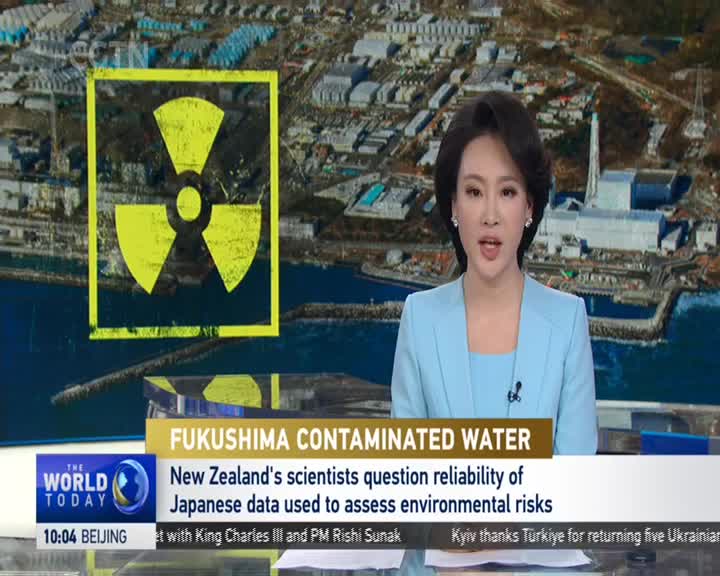 CGTN
FUKUSHIMA CONTAMINATED WATER
New Zealand's scientists question reliability of
Japanese data used to assess environmental risks
THE
WORLD
TODAY
10:04 BEIJING
et with King Charles III and PM Rishi Sunak Kyiv thanks Türkiye for returning five Ukrainian